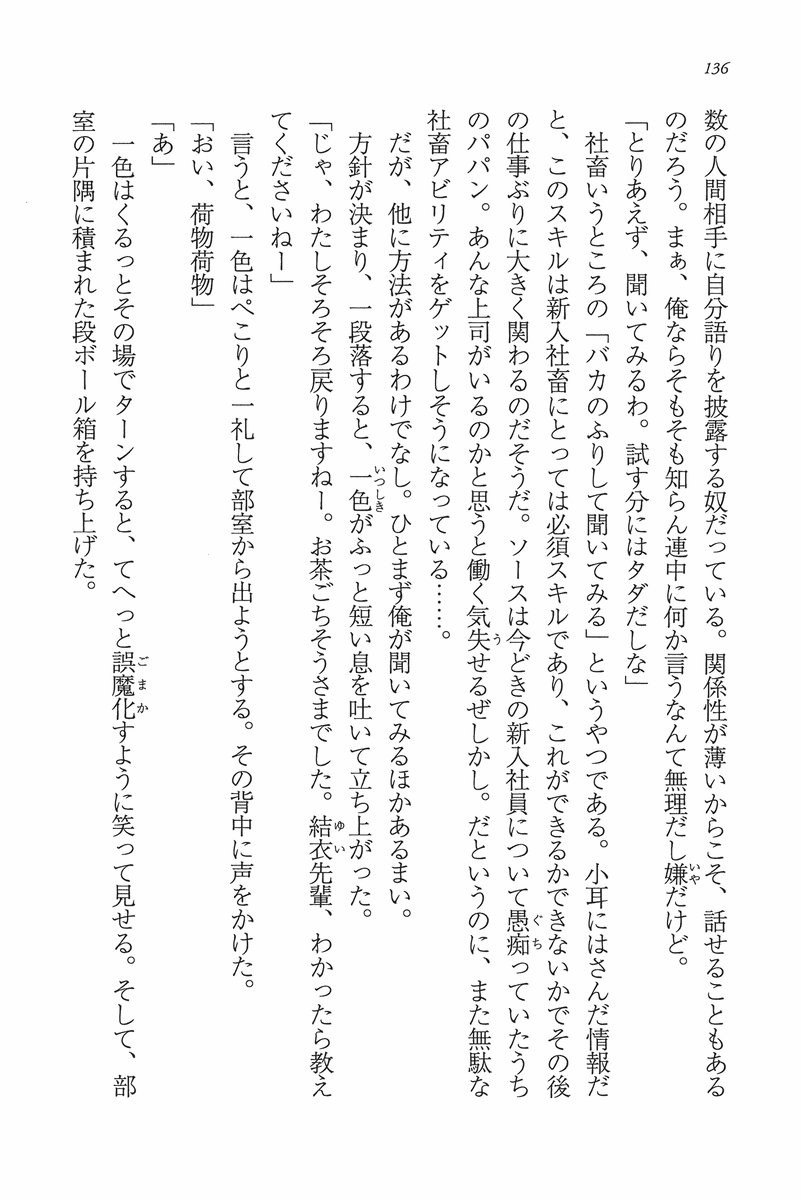 136
数の人間相手に自分語りを披露する奴だっている。関係性が薄いからこそ、話せることもある
のだろう。まぁ、俺ならそもそも知らん連中に何か言うなんて無理だし嫌だけど。
「とりあえず、聞いてみるわ。試す分にはタダだしな」
社畜いうところの「バカのふりして聞いてみる」というやつである。小耳にはさんだ情報だ
と、このスキルは新入社畜にとっては必須スキルであり、これができるかできないかでその後
の仕事ぶりに大きく関わるのだそうだ。ソースは今どきの新入社員について愚痴っていたうち
のパパン。あんな上司がいるのかと思うと働く気失せるぜしかし。だというのに、また無駄な
社畜アビリティをゲットしそうになっている……。
だが、他に方法があるわけでなし。ひとまず俺が聞いてみるほかあるまい。
方針が決まり、一段落すると、一色がふっと短い息を吐いて立ち上がった。
「じゃ、わたしそろそろ戻りますねー。お茶ごちそうさまでした。結衣先輩、わかったら教え
てくださいねー」
言うと、一色はぺこりと一礼して部室から出ようとする。その背中に声をかけた。
「おい、荷物荷物」
「あ」
一色はくるっとその場でターンすると、てへっと誤魔化すように笑って見せる。そして、部
室の片隅に積まれた段ボール箱を持ち上げた。